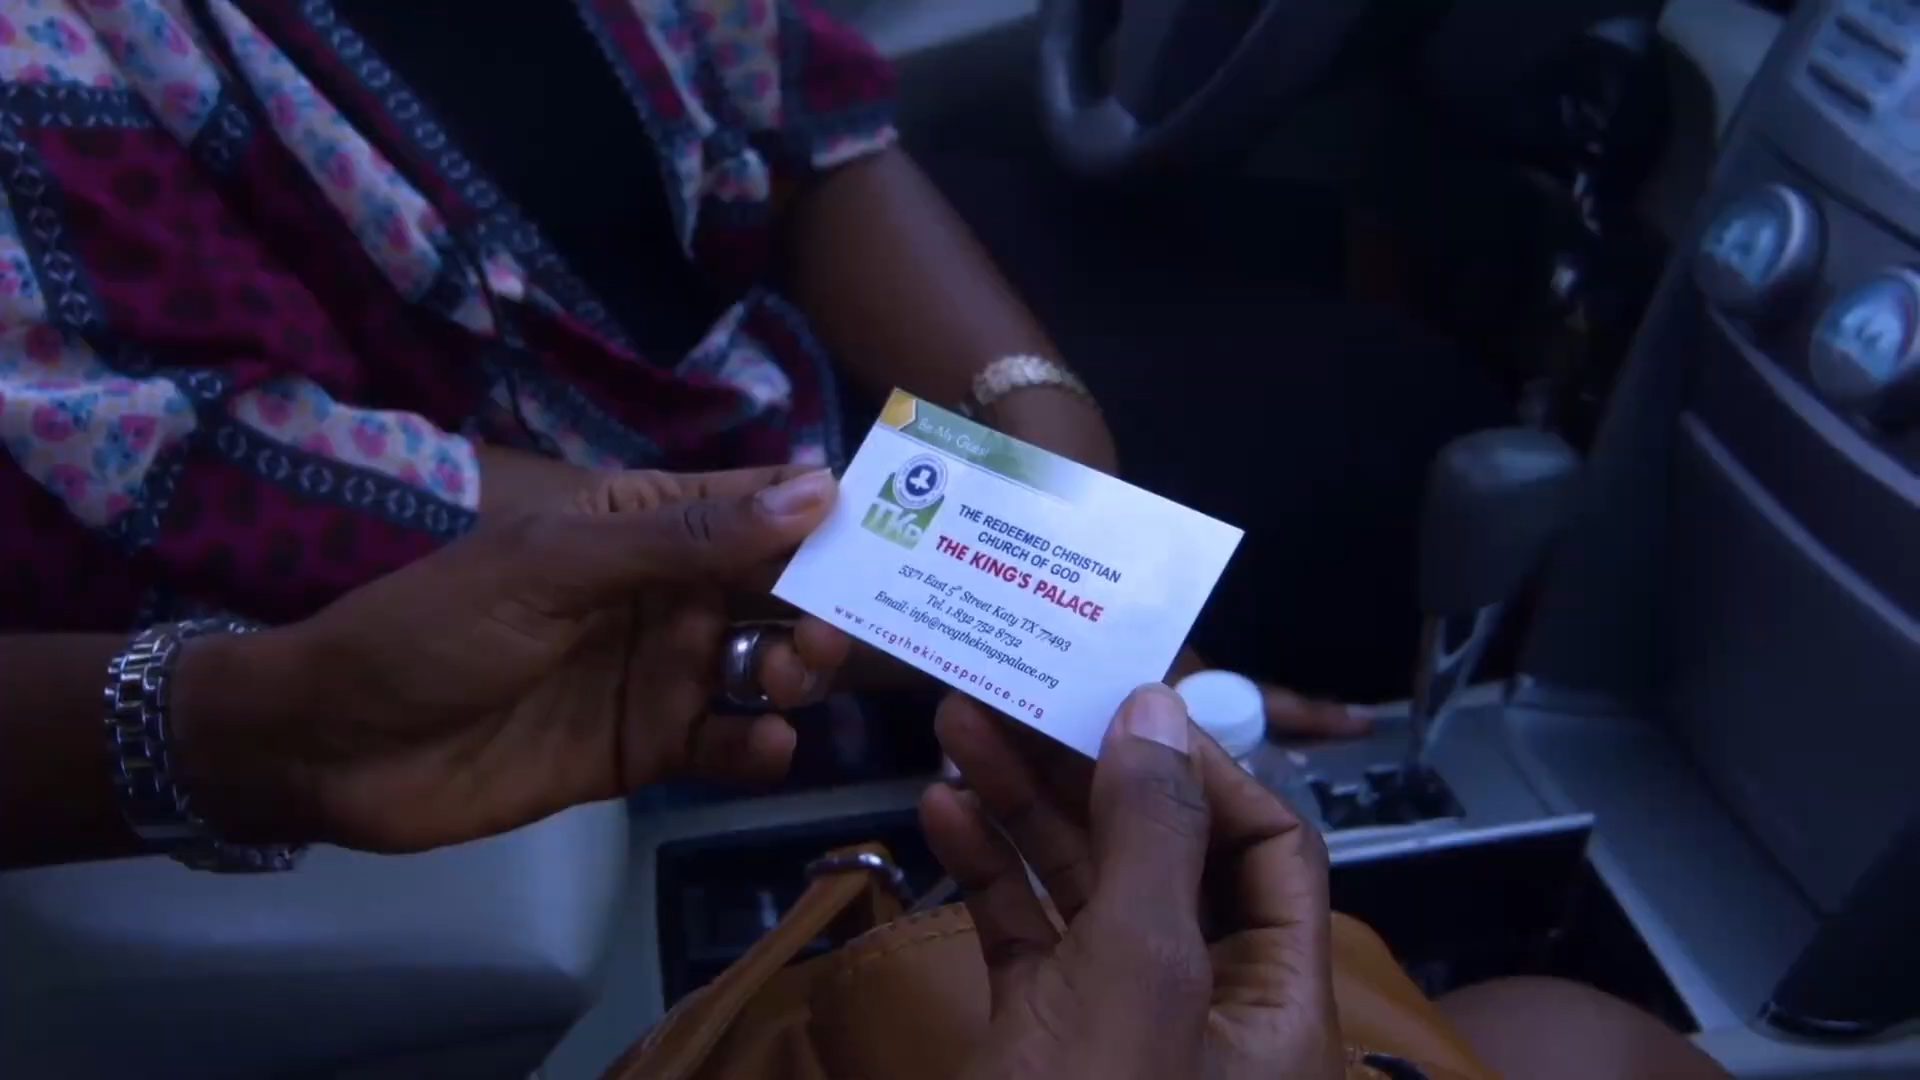 Be My Guest
TKP
THE REDEEMED CHRISTIAN
CHURCH OF GOD
THE KING'S PALACE
5371 East 5th Street Katy TX 77493
Tel. 1.832 752 8732
Email: info@rccgthekingspalace.org
www.rccgthekingspalace.org